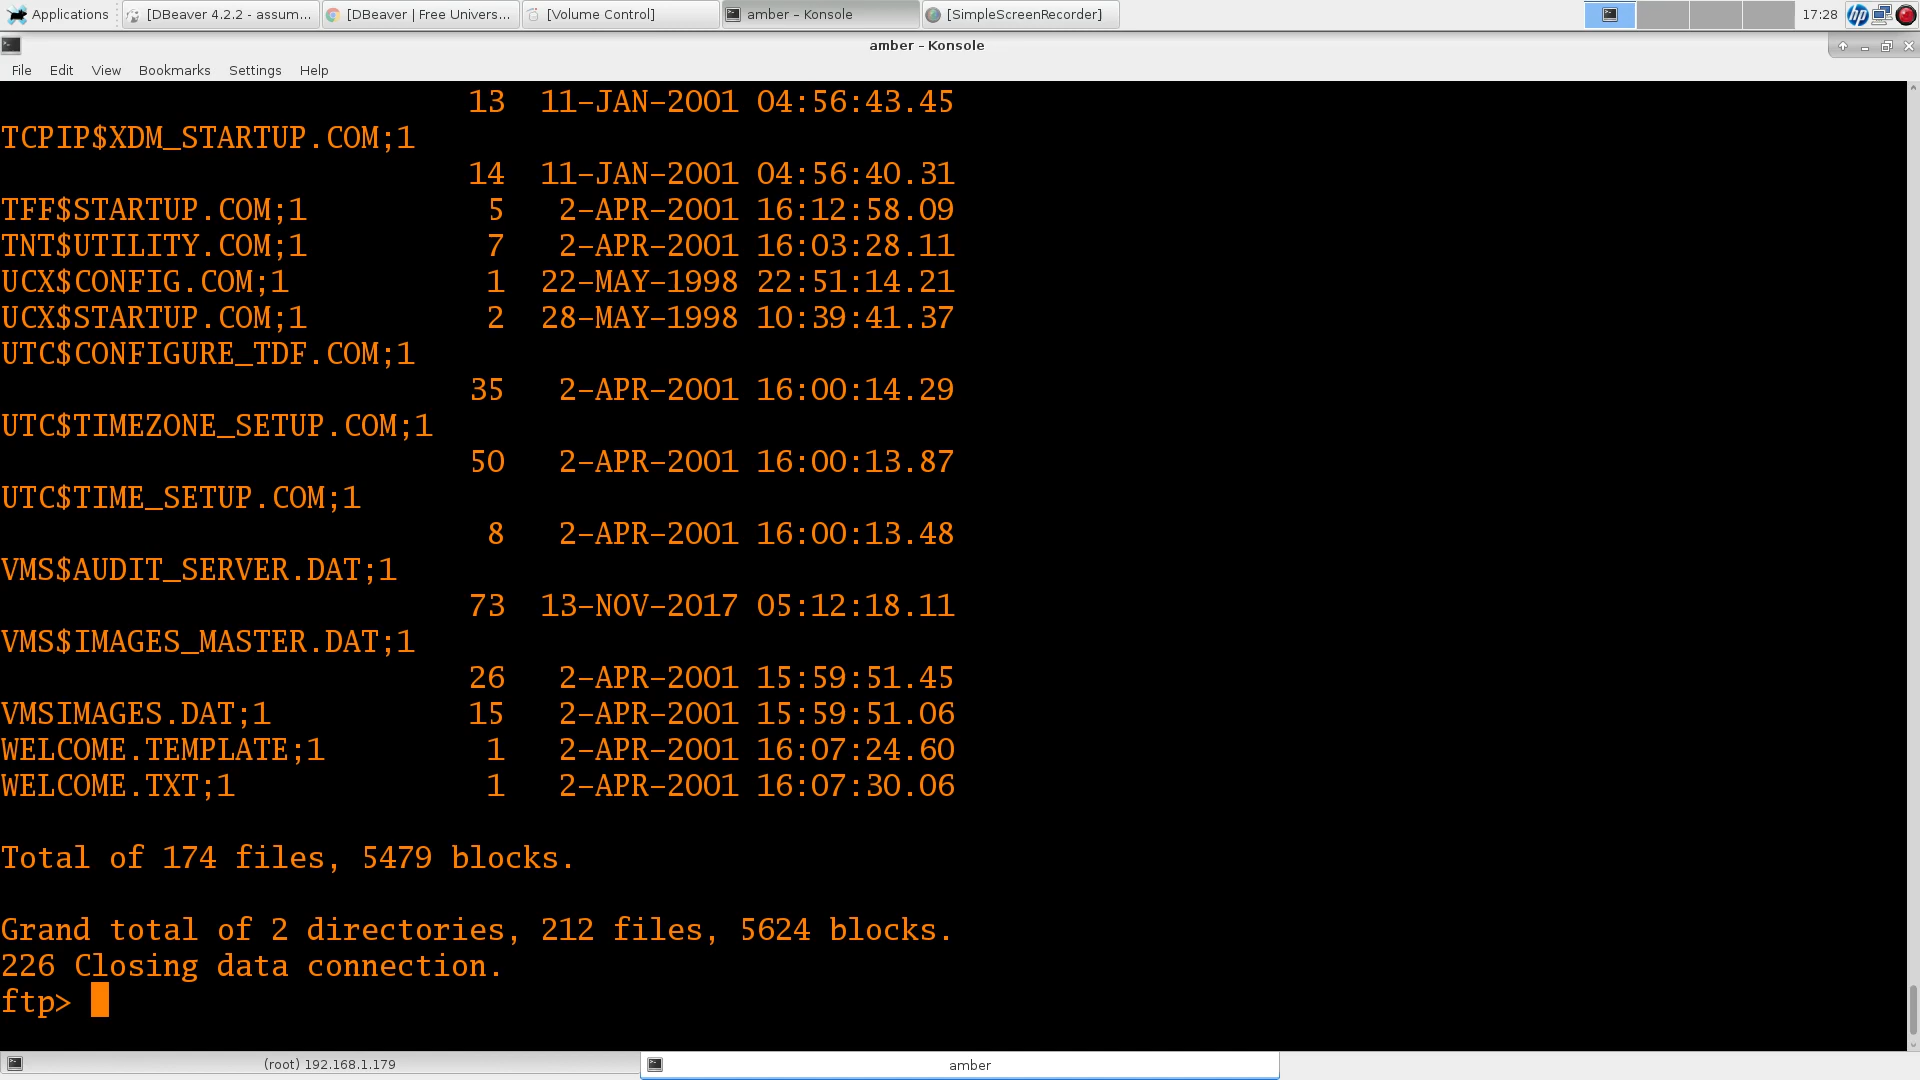 Applications
[DBeaver 4.2.2 - assum...
[DBeaver | Free Univers...
[Volume Control]
amber – Konsole
[SimpleScreenRecorder]
17:28
hp
amber – Konsole
File Edit View Bookmarks Settings Help
13 11-JAN-2001 04:56:43.45
TCPIP$XDM_STARTUP.COM;1
14 11-JAN-2001 04:56:40.31
TFF$STARTUP.COM;1 5 2-APR-2001 16:12:58.09
TNT$UTILITY.COM;1 7 2-APR-2001 16:03:28.11
UCX$CONFIG.COM;1 1 22-MAY-1998 22:51:14.21
UCX$STARTUP.COM;1 2 28-MAY-1998 10:39:41.37
UTC$CONFIGURE_TDF.COM;1
35 2-APR-2001 16:00:14.29
UTC$TIMEZONE_SETUP.COM;1
50 2-APR-2001 16:00:13.87
UTC$TIME_SETUP.COM;1
8 2-APR-2001 16:00:13.48
VMS$AUDIT_SERVER.DAT;1
73 13-NOV-2017 05:12:18.11
VMS$IMAGES_MASTER.DAT;1
26 2-APR-2001 15:59:51.45
VMSIMAGES.DAT;1 15 2-APR-2001 15:59:51.06
WELCOME.TEMPLATE;1 1 2-APR-2001 16:07:24.60
WELCOME.TXT;1 1 2-APR-2001 16:07:30.06
Total of 174 files, 5479 blocks.
Grand total of 2 directories, 212 files, 5624 blocks.
226 Closing data connection.
ftp>
(root) 192.168.1.179
amber